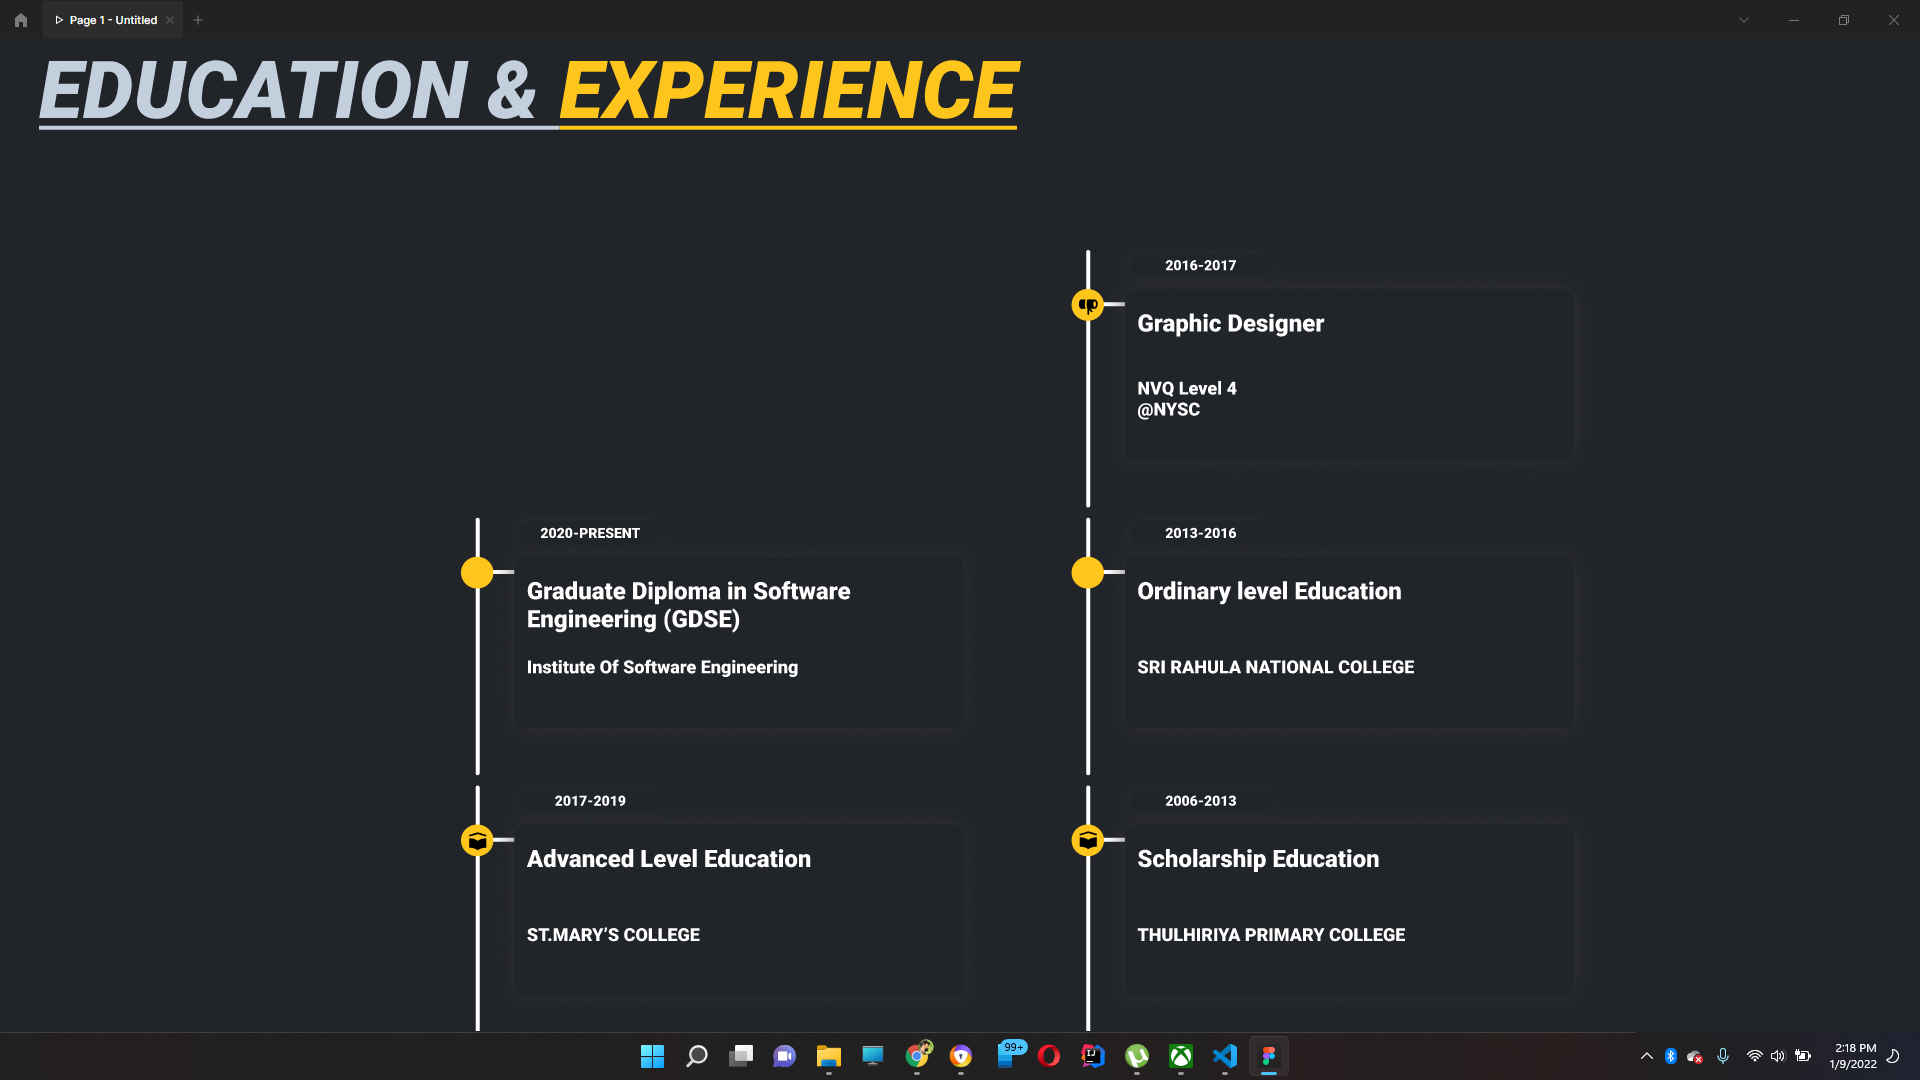 Page 1 - Untitled
EDUCATION & EXPERIENCE
2016-2017
Graphic Designer
NVQ Level 4
@NYSC
2020-PRESENT
Graduate Diploma in Software
Engineering (GDSE)
Institute Of Software Engineering
2013-2016
Ordinary level Education
SRI RAHULA NATIONAL COLLEGE
2017-2019
Advanced Level Education
ST.MARY’S COLLEGE
2006-2013
Scholarship Education
THULHIRIYA PRIMARY COLLEGE
99+
IJ
2:18 PM
1/9/2022